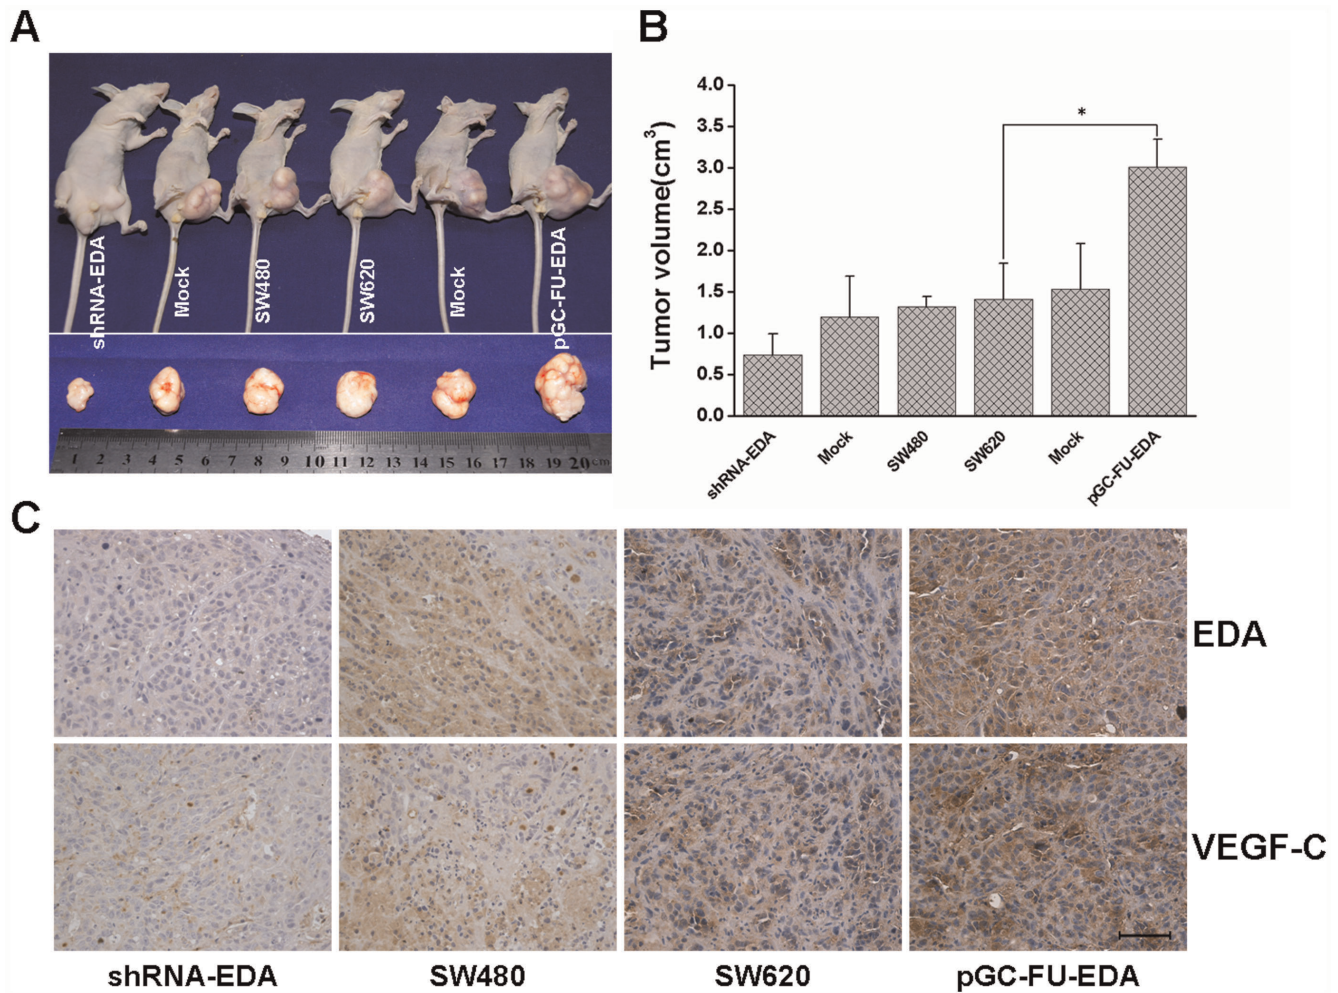 A
shRNA-EDA
Mock
SW480
SW620
Mock
pGC-FU-EDA
1 2 3 4 5 6 7 8 9 10 11 12 13 14 15 16 17 18 19 20 cm
B
Tumor volume(cm³)
4.0
3.5
3.0
2.5
2.0
1.5
1.0
0.5
0.0
*
shRNA-EDA
Mock
SW480
SW620
Mock
pGC-FU-EDA
C
EDA
VEGF-C
shRNA-EDA
SW480
SW620
pGC-FU-EDA